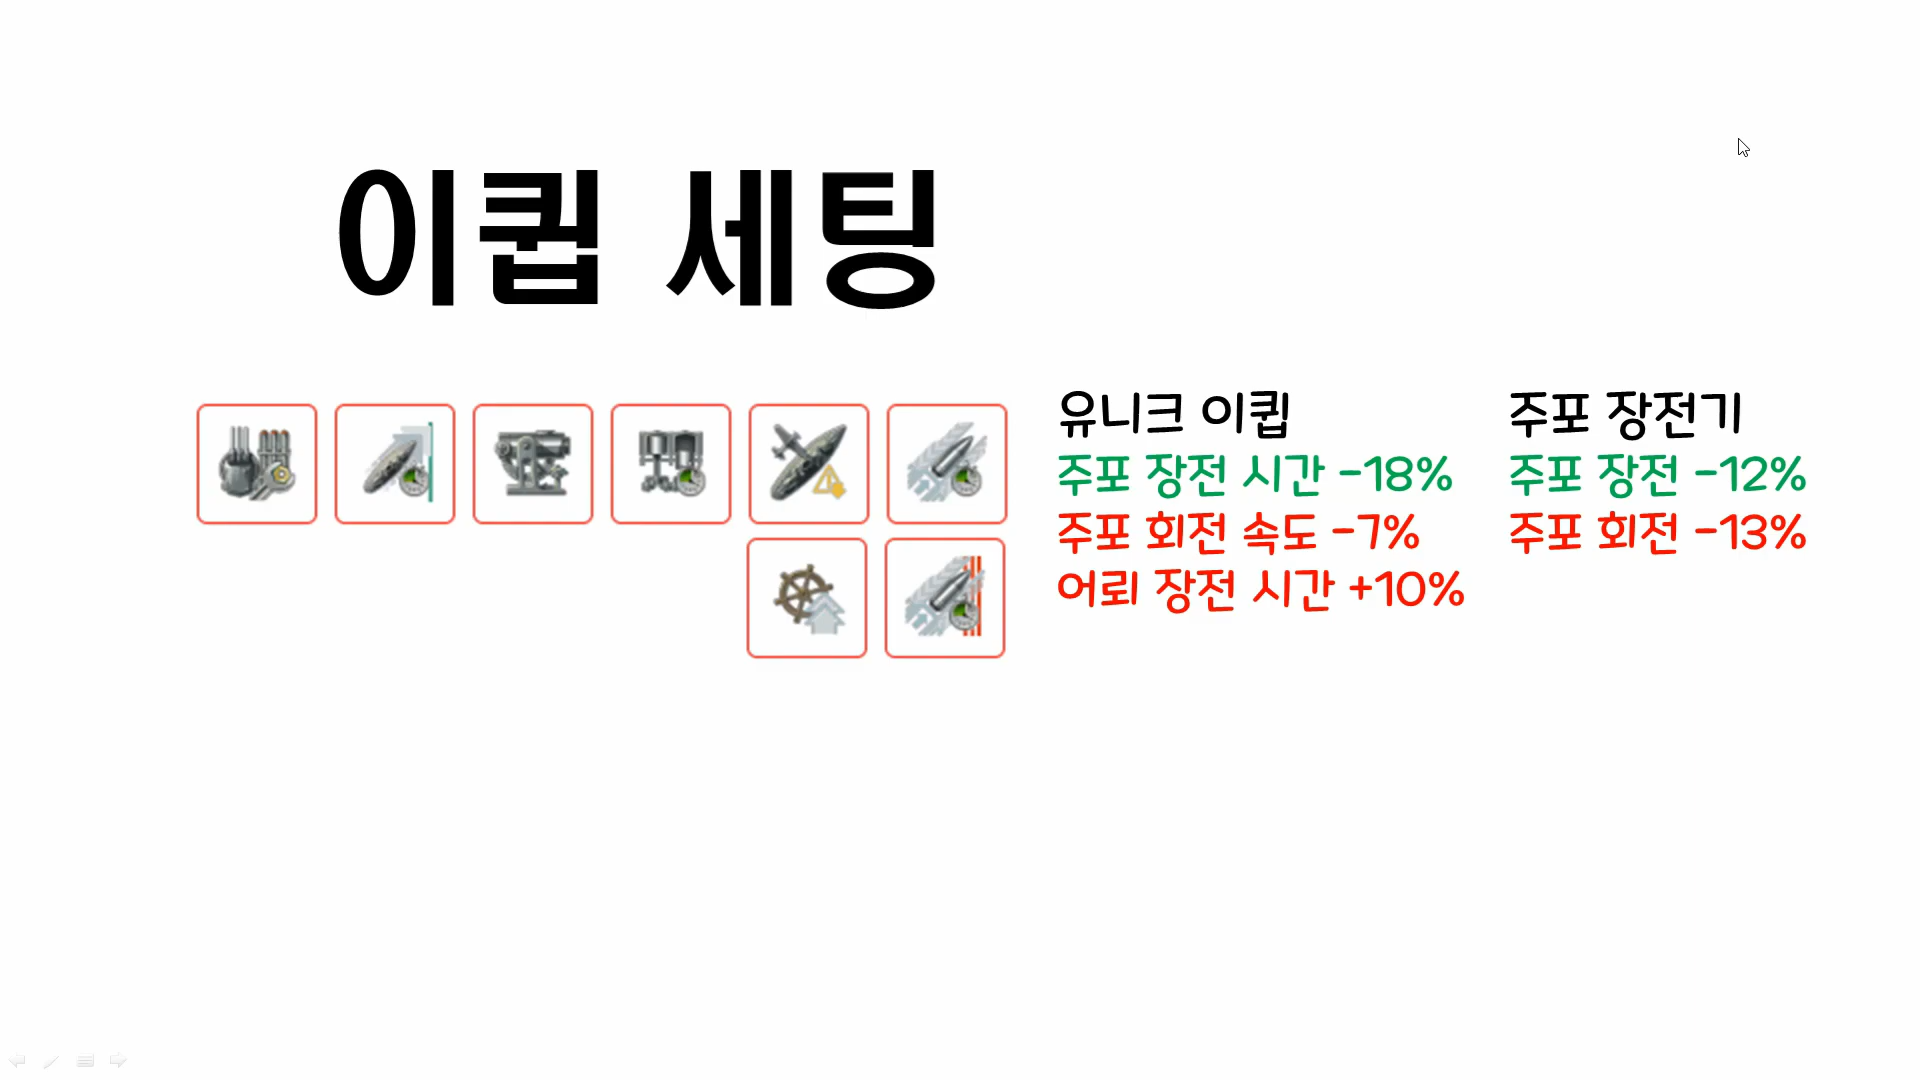 이큅 세팅
유니크 이큅
주포 장전 시간 -18%
주포 회전 속도 -7%
어뢰 장전 시간 +10%
주포 장전기
주포 장전 -12%
주포 회전 -13%